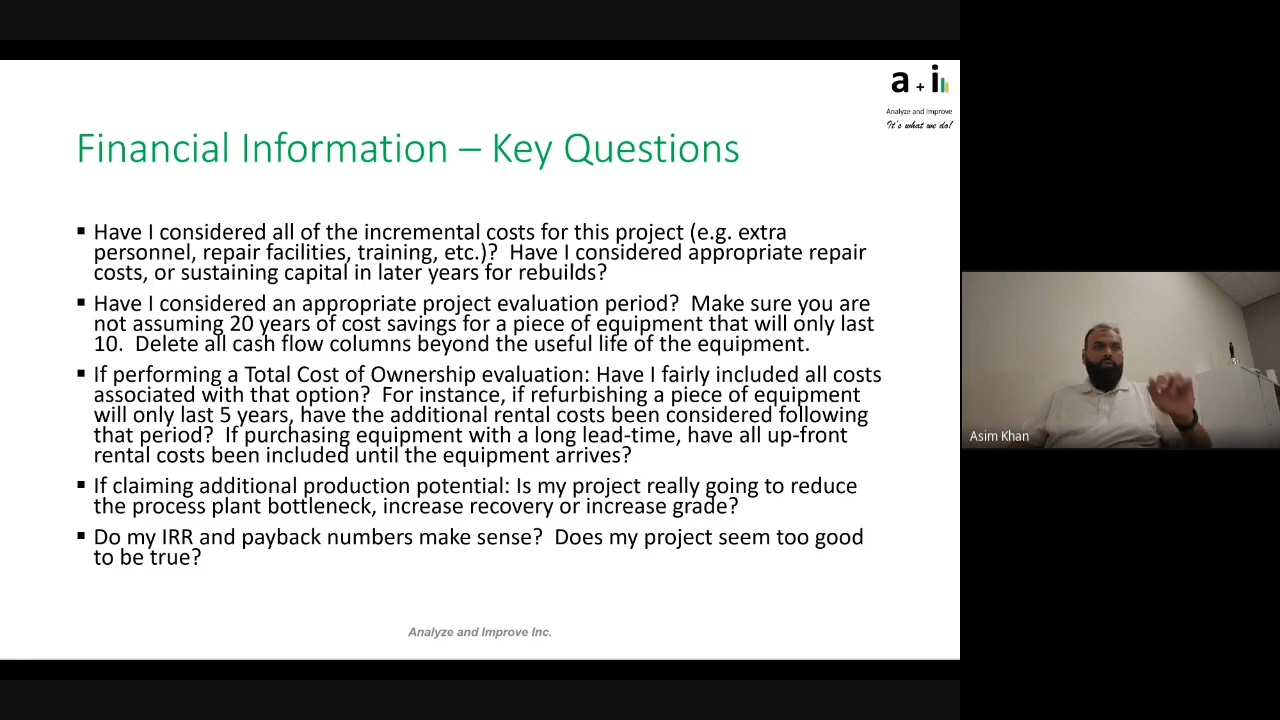 a + i
Analyze and Improve
It's what we do!
Financial Information – Key Questions
▪ Have I considered all of the incremental costs for this project (e.g. extra
personnel, repair facilities, training, etc.)?  Have I considered appropriate repair
costs, or sustaining capital in later years for rebuilds?
▪ Have I considered an appropriate project evaluation period?  Make sure you are
not assuming 20 years of cost savings for a piece of equipment that will only last
10.  Delete all cash flow columns beyond the useful life of the equipment.
▪ If performing a Total Cost of Ownership evaluation: Have I fairly included all costs
associated with that option?  For instance, if refurbishing a piece of equipment
will only last 5 years, have the additional rental costs been considered following
that period?  If purchasing equipment with a long lead-time, have all up-front
rental costs been included until the equipment arrives?
▪ If claiming additional production potential: Is my project really going to reduce
the process plant bottleneck, increase recovery or increase grade?
▪ Do my IRR and payback numbers make sense?  Does my project seem too good
to be true?
Analyze and Improve Inc.
Asim Khan